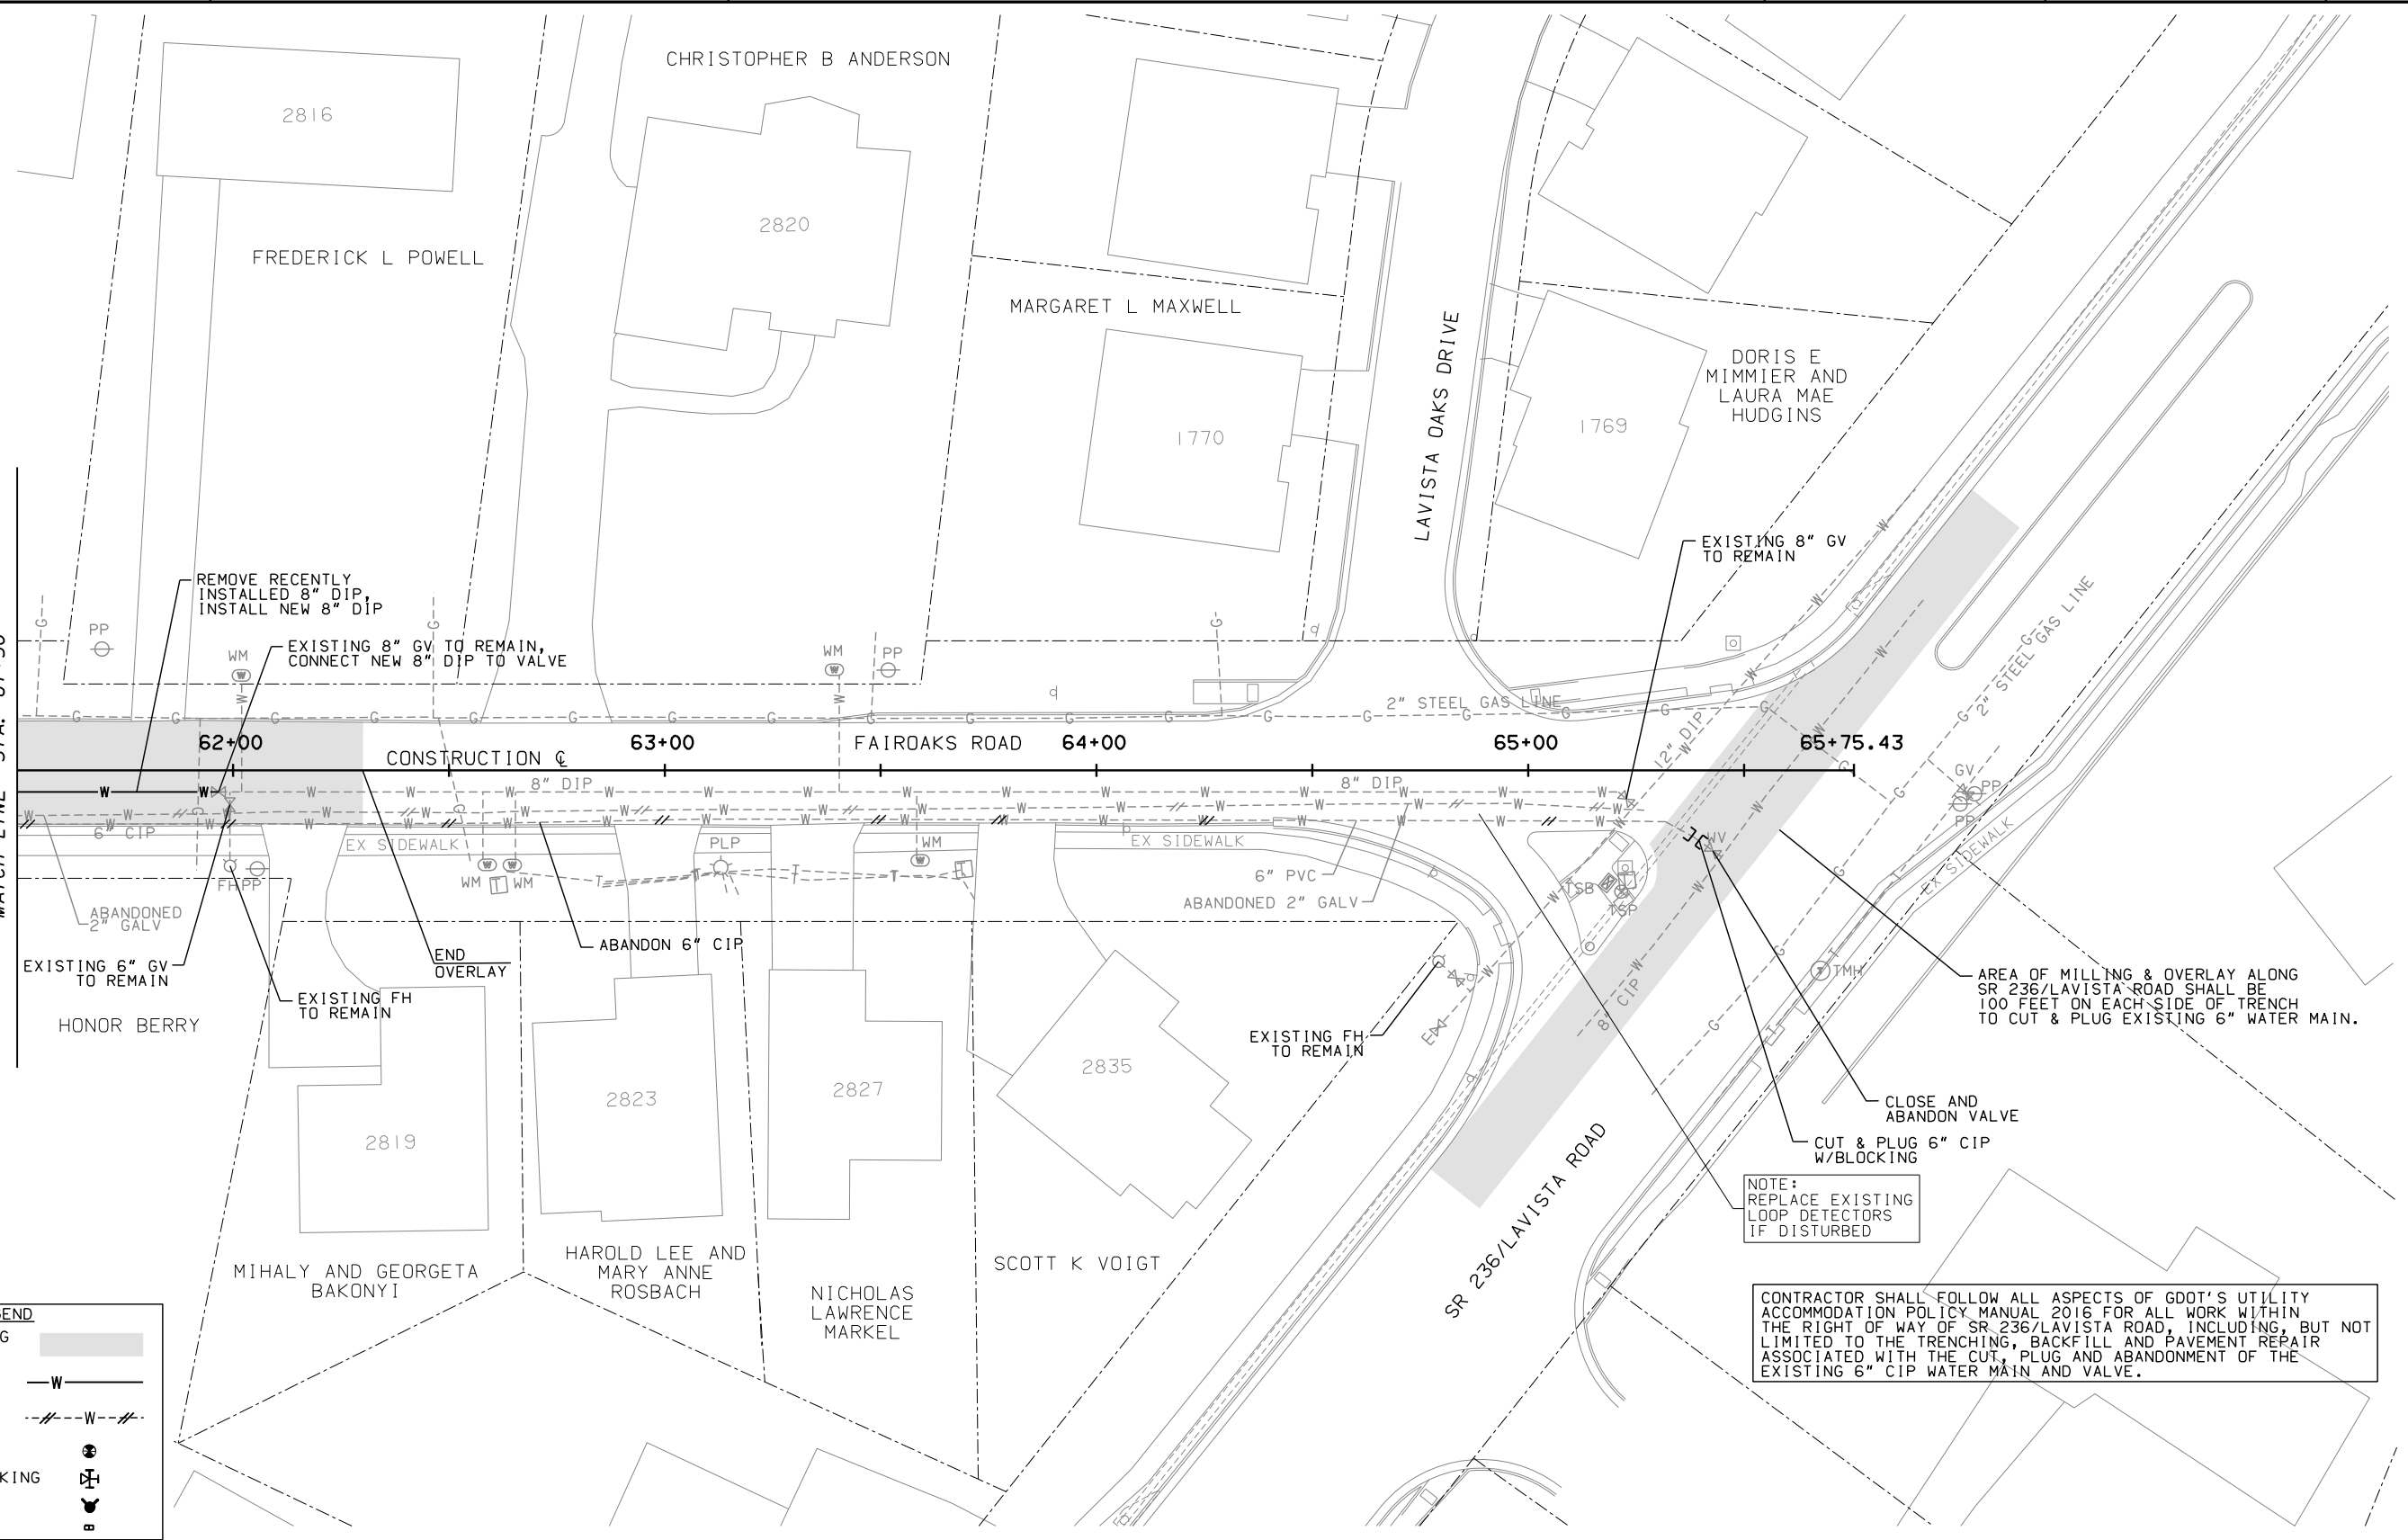 CHRISTOPHER B ANDERSON
2816
2820
FREDERICK L POWELL
MARGARET L MAXWELL
1770
LAVISTA OAKS DRIVE
1769
DORIS E
MIMMIER AND
LAURA MAE
HUDGINS
EXISTING 8" GV
TO REMAIN
REMOVE RECENTLY
INSTALLED 8" DIP,
INSTALL NEW 8" DIP
EXISTING 8" GV TO REMAIN,
CONNECT NEW 8" DIP TO VALVE
PP
WM
WM
PP
2" STEEL GAS LINE
2" STEEL GAS LINE
12" DIP
62+00
63+00
FAIROAKS ROAD
64+00
65+00
65+75.43
CONSTRUCTION ℄
8" DIP
8" DIP
GV
PP
PP
6" CIP
EX SIDEWALK
PLP
WM
EX SIDEWALK
WV
EX SIDEWALK
WM
WM
FH
PP
6" PVC
ABANDONED 2" GALV
TSB
TSP
ABANDONED
2" GALV
ABANDON 6" CIP
END
OVERLAY
EXISTING 6" GV
TO REMAIN
EXISTING FH
TO REMAIN
HONOR BERRY
TMH
8" CIP
AREA OF MILLING & OVERLAY ALONG
SR 236/LAVISTA ROAD SHALL BE
100 FEET ON EACH SIDE OF TRENCH
TO CUT & PLUG EXISTING 6" WATER MAIN.
EXISTING FH
TO REMAIN
2819
2823
2827
2835
CLOSE AND
ABANDON VALVE
CUT & PLUG 6" CIP
W/BLOCKING
NOTE:
REPLACE EXISTING
LOOP DETECTORS
IF DISTURBED
SR 236/LAVISTA ROAD
MIHALY AND GEORGETA
BAKONYI
HAROLD LEE AND
MARY ANNE
ROSBACH
NICHOLAS
LAWRENCE
MARKEL
SCOTT K VOIGT
CONTRACTOR SHALL FOLLOW ALL ASPECTS OF GDOT'S UTILITY
ACCOMMODATION POLICY MANUAL 2016 FOR ALL WORK WITHIN
THE RIGHT OF WAY OF SR 236/LAVISTA ROAD, INCLUDING, BUT NOT
LIMITED TO THE TRENCHING, BACKFILL AND PAVEMENT REPAIR
ASSOCIATED WITH THE CUT, PLUG AND ABANDONMENT OF THE
EXISTING 6" CIP WATER MAIN AND VALVE.
W
W